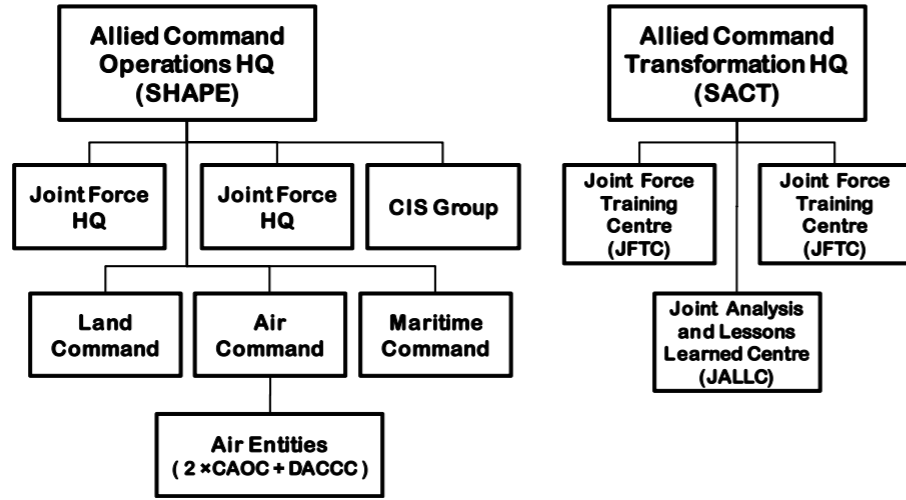 Allied Command
Operations HQ
(SHAPE)
Allied Command
Transformation HQ
(SACT)
Joint Force
HQ
Joint Force
HQ
CIS Group
Joint Force
Training
Centre
(JFTC)
Joint Force
Training
Centre
(JFTC)
Land
Command
Air
Command
Maritime
Command
Joint Analysis
and Lessons
Learned Centre
(JALLC)
Air Entities
( 2 ×CAOC + DACCC )